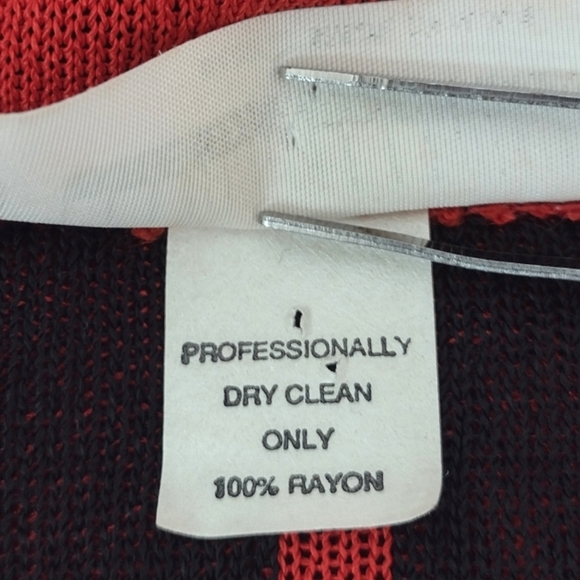 PROFESSIONALLY
DRY CLEAN
ONLY
100% RAYON